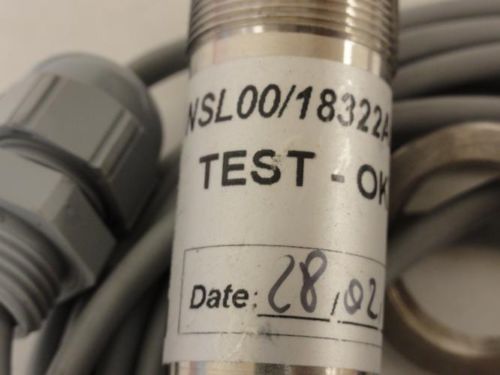 NSL00/18322A
TEST - OK
Date: 28/02/